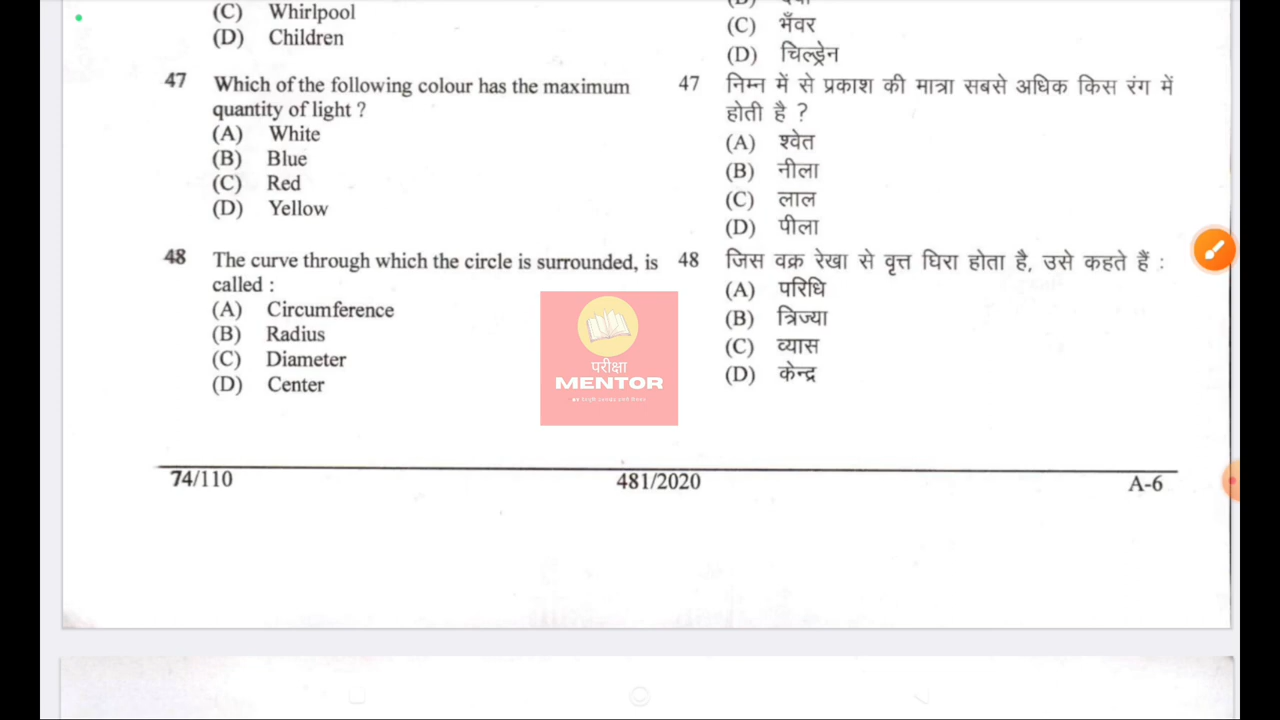 (C) Whirlpool
(D) Children
47 Which of the following colour has the maximum
quantity of light ?
(A) White
(B) Blue
(C) Red
(D) Yellow
48 The curve through which the circle is surrounded, is
called :
(A) Circumference
(B) Radius
(C) Diameter
(D) Center
(C) भँवर
(D) चिल्ड्रेन
47 निम्न में से प्रकाश की मात्रा सबसे अधिक किस रंग में
होती है ?
(A) श्वेत
(B) नीला
(C) लाल
(D) पीला
48 जिस वक्र रेखा से वृत्त घिरा होता है, उसे कहते हैं :
(A) परिधि
(B) त्रिज्या
(C) व्यास
(D) केन्द्र
परीक्षा
MENTOR
74/110 481/2020 A-6